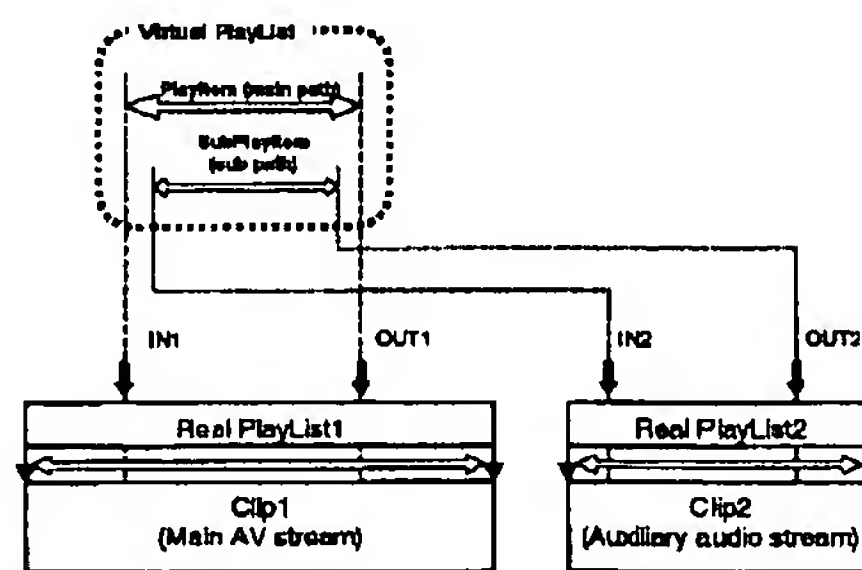 Virtual PlayList
PlayItem (main path)
SubPlayItem
(sub path)
IN1
OUT1
IN2
OUT2
Real PlayList1
Real PlayList2
Clip1
(Main AV stream)
Clip2
(Auxiliary audio stream)